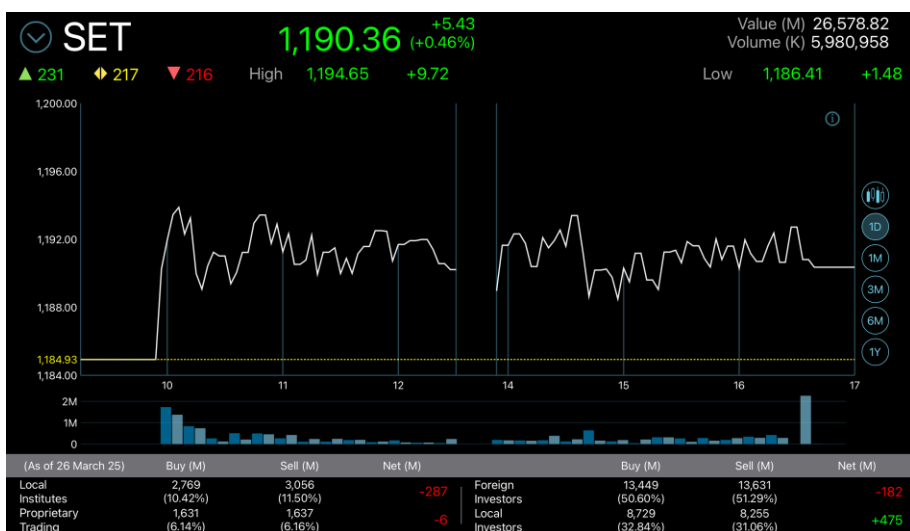 SET 1,190.36 +5.43 (+0.46%) Value (M) 26,578.82
Volume (K) 5,980,958
231 217 216 High 1,194.65 +9.72 Low 1,186.41 +1.48
1,200.00
1,196.00
1,192.00
1,188.00
1,184.93
1,184.00
1D
1M
3M
6M
1Y
10 11 12 14 15 16 17
2M
1M
0
(As of 26 March 25) Buy (M) Sell (M) Net (M) Buy (M) Sell (M) Net (M)
Local Institutes 2,769 (10.42%) 3,056 (11.50%) -287 Foreign Investors 13,449 (50.60%) 13,631 (51.29%) -182
Proprietary Trading 1,631 (6.14%) 1,637 (6.16%) -6 Local Investors 8,729 (32.84%) 8,255 (31.06%) +475